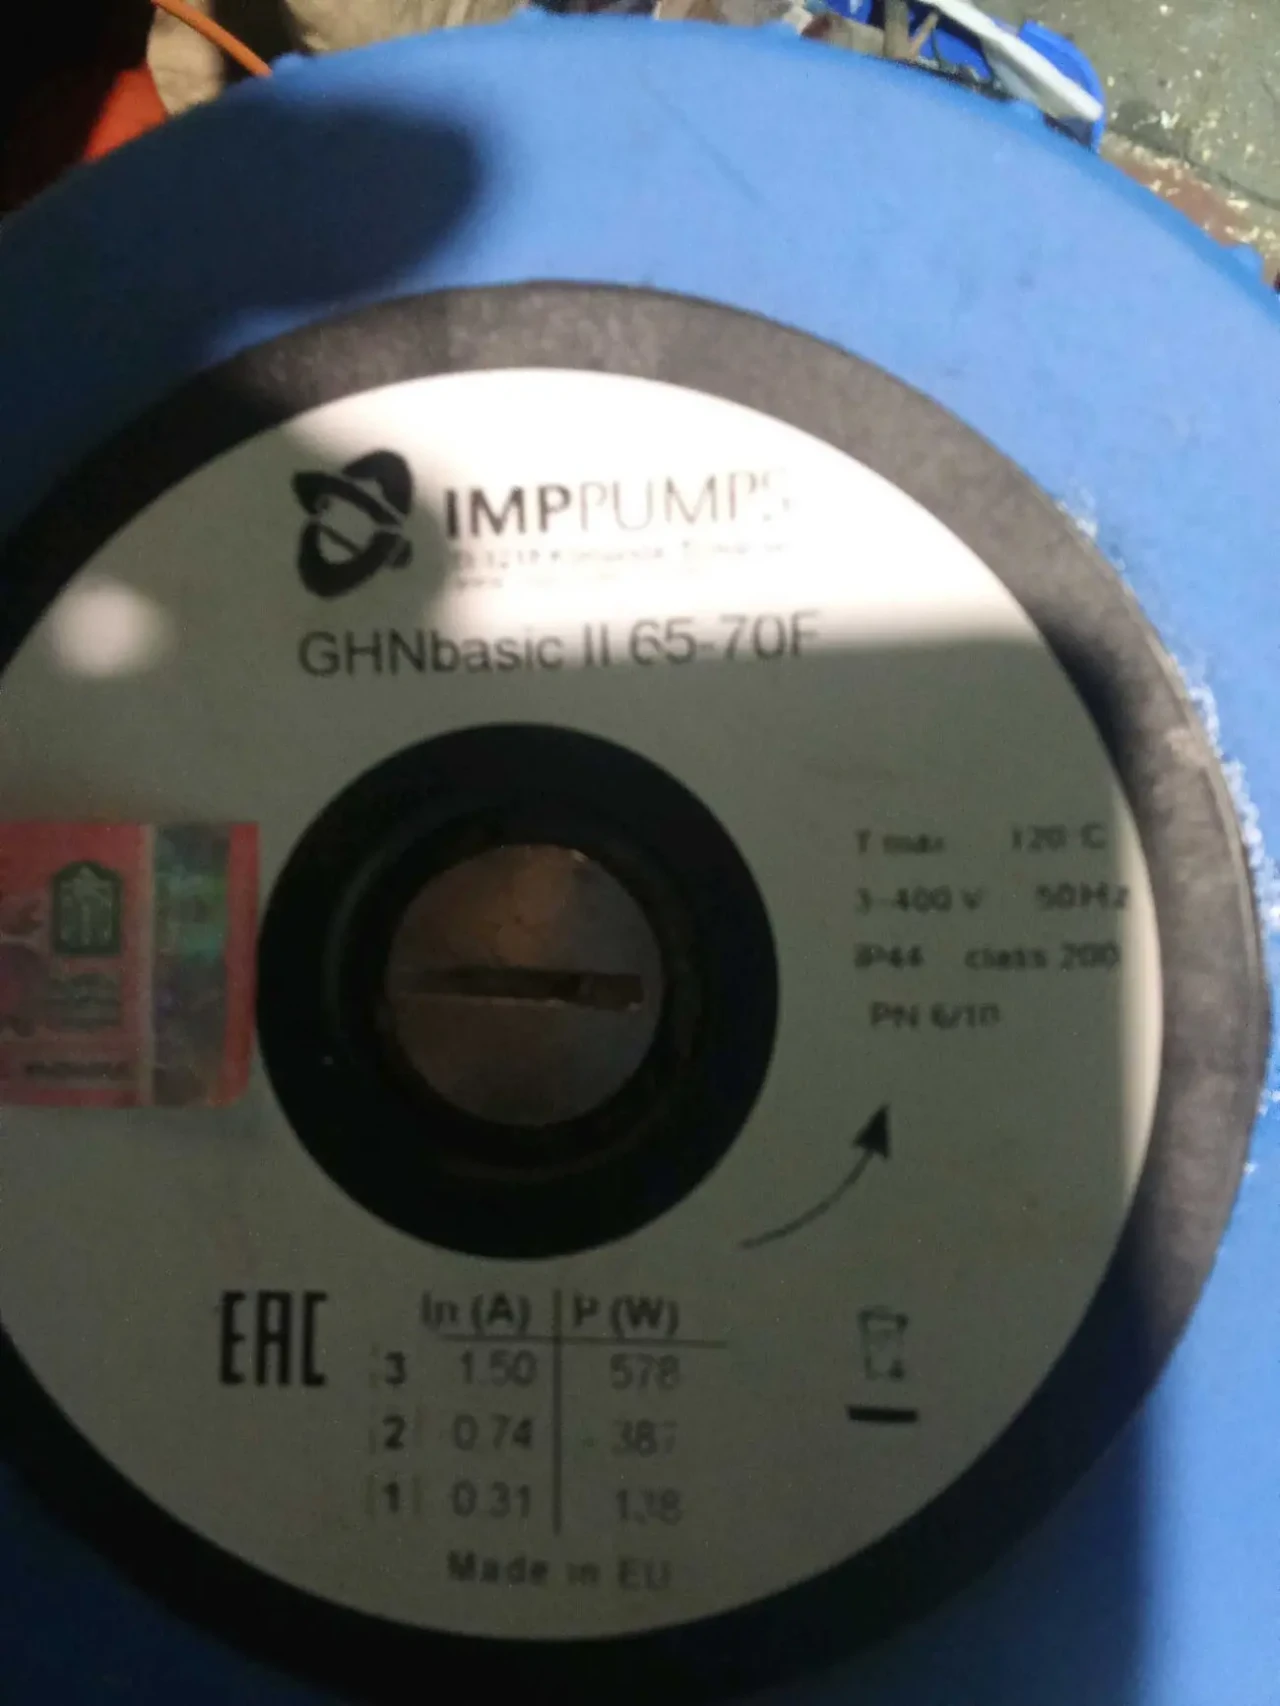 IMPPUMPS
GHNbasic II 65-70F
T max 120°C
3~400 V 50Hz
IP44 class 200
PN 6/10
EAC
In (A) P (W)
3 1.50 578
2 0.74 387
1 0.31 138
Made in EU